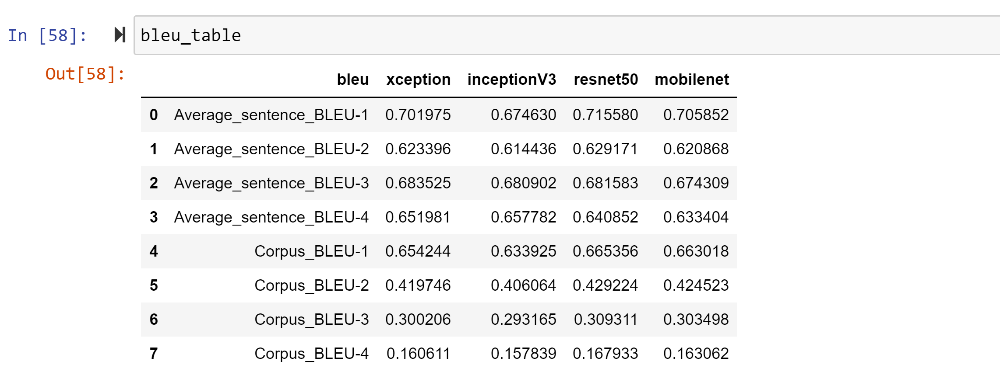 In [58]: bleu_table
Out[58]:
bleu xception inceptionV3 resnet50 mobilenet
0 Average_sentence_BLEU-1 0.701975 0.674630 0.715580 0.705852
1 Average_sentence_BLEU-2 0.623396 0.614436 0.629171 0.620868
2 Average_sentence_BLEU-3 0.683525 0.680902 0.681583 0.674309
3 Average_sentence_BLEU-4 0.651981 0.657782 0.640852 0.633404
4 Corpus_BLEU-1 0.654244 0.633925 0.665356 0.663018
5 Corpus_BLEU-2 0.419746 0.406064 0.429224 0.424523
6 Corpus_BLEU-3 0.300206 0.293165 0.309311 0.303498
7 Corpus_BLEU-4 0.160611 0.157839 0.167933 0.163062